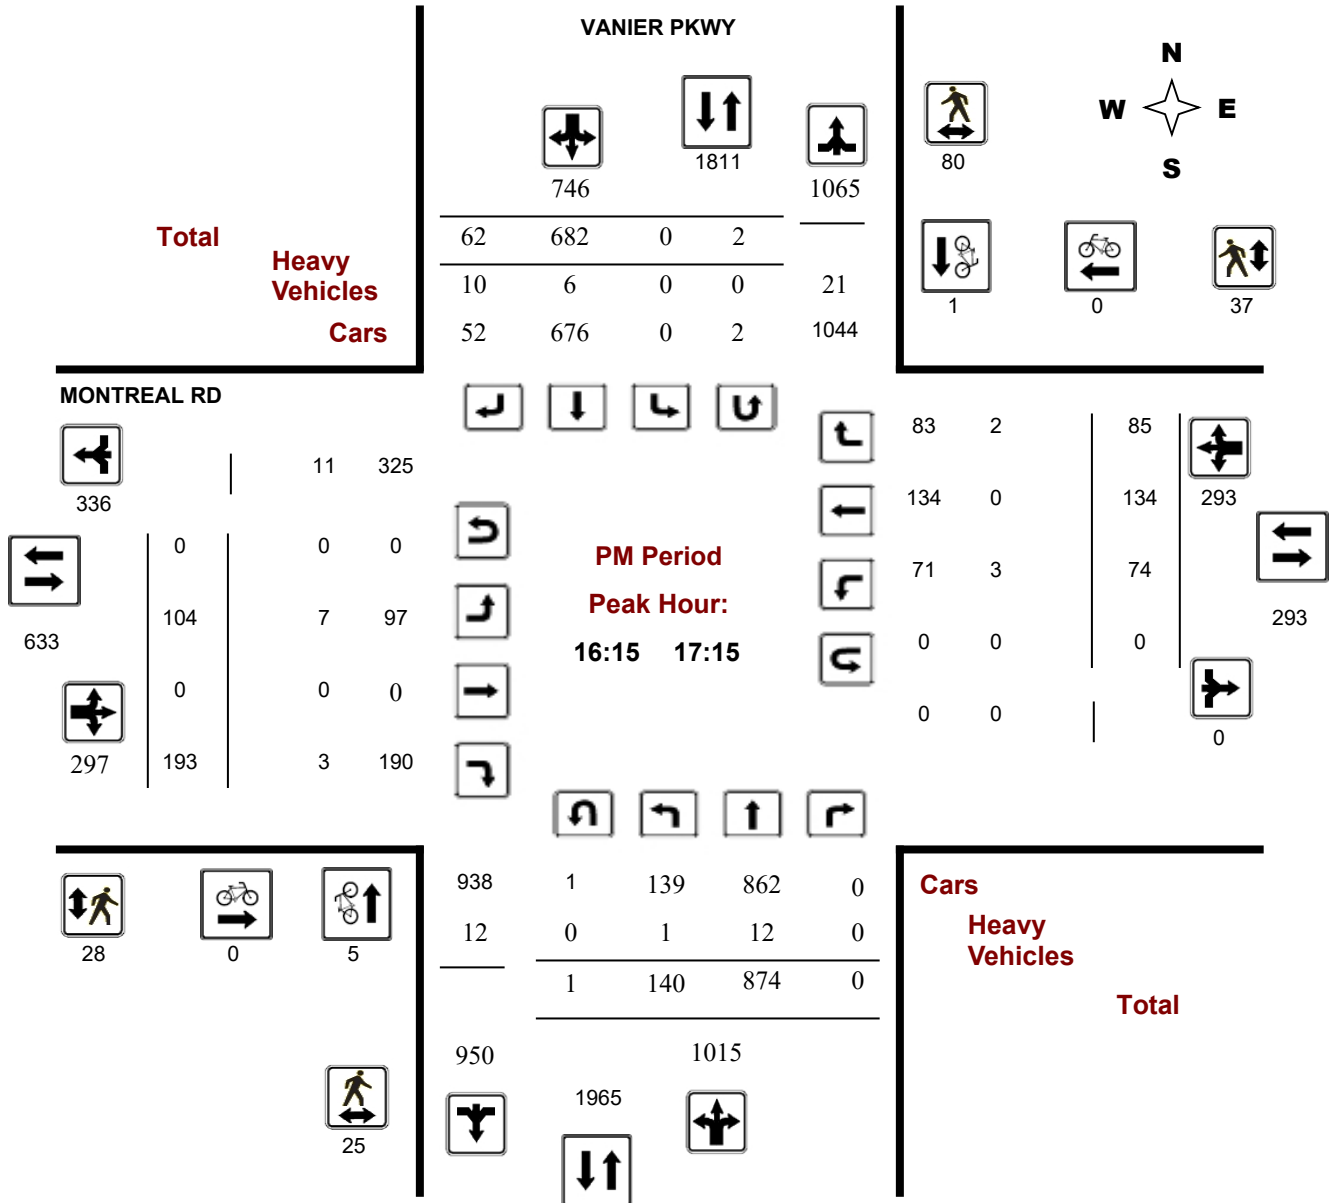 VANIER PKWY
N
W E
S
80
1811
746 1065
Total 62 682 0 2
Heavy
Vehicles 10 6 0 0 21
1 0 37
Cars 52 676 0 2 1044
MONTREAL RD
83 2 85
11 325
336
134 0 134 293
0 0 0
PM Period
71 3 74
104 7 97 Peak Hour:
633 293
16:15 17:15 0 0 0
0 0 0
0 0
0
297 193 3 190
938 1 139 862 0 Cars
12 0 1 12 0 Heavy
Vehicles
28 0 5
1 140 874 0
Total
950 1015
1965
25